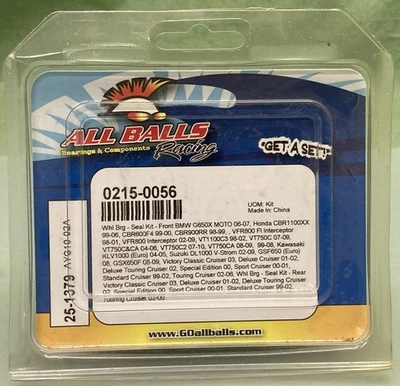 ALL BALLS
Racing
Bearings & Components
"GET A SET"!
0215-0056
UOM: Kit
Made In: China
Whl Brg - Seal Kit - Front BMW G650X MOTO 06-07, Honda CBR1100XX
99-06, CBR600F4 99-00, CBR900RR 98-99, , VFR800 FI Interceptor
98-01, VFR800 Interceptor 02-09, VT1100C3 98-02, VT750C 07-09,
VT750C&CA 04-06, VT750C2 07-10, VT750CA 08-09, 99-08, Kawasaki
KLV1000 (Euro) 04-05, Suzuki DL1000 V-Strom 02-09, GSF650 (Euro)
08, GSX650F 08-09, Victory Classic Cruiser 03, Deluxe Cruiser 01-02,
Deluxe Touring Cruiser 02, Special Edition 00, Sport Cruiser 00-01,
Standard Cruiser 99-02, Touring Cruiser 02-06, Whl Brg - Seal Kit - Rear
Victory Classic Cruiser 03, Deluxe Cruiser 01-02, Deluxe Touring Cruiser
02, Special Edition 00, Sport Cruiser 00-01, Standard Cruiser 99-02,
Touring Cruiser 02-06
25-1379 AYG10-02A
www.GOallballs.com